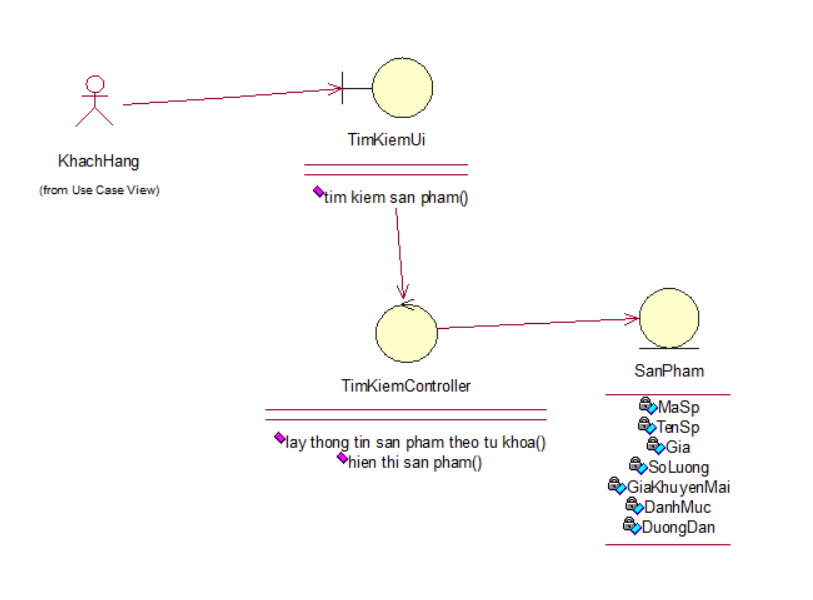 TimKiemUi
KhachHang
(from Use Case View)
tim kiem san pham()
SanPham
TimKiemController
MaSp
TenSp
Gia
SoLuong
GiaKhuyenMai
DanhMuc
DuongDan
lay thong tin san pham theo tu khoa()
hien thi san pham()